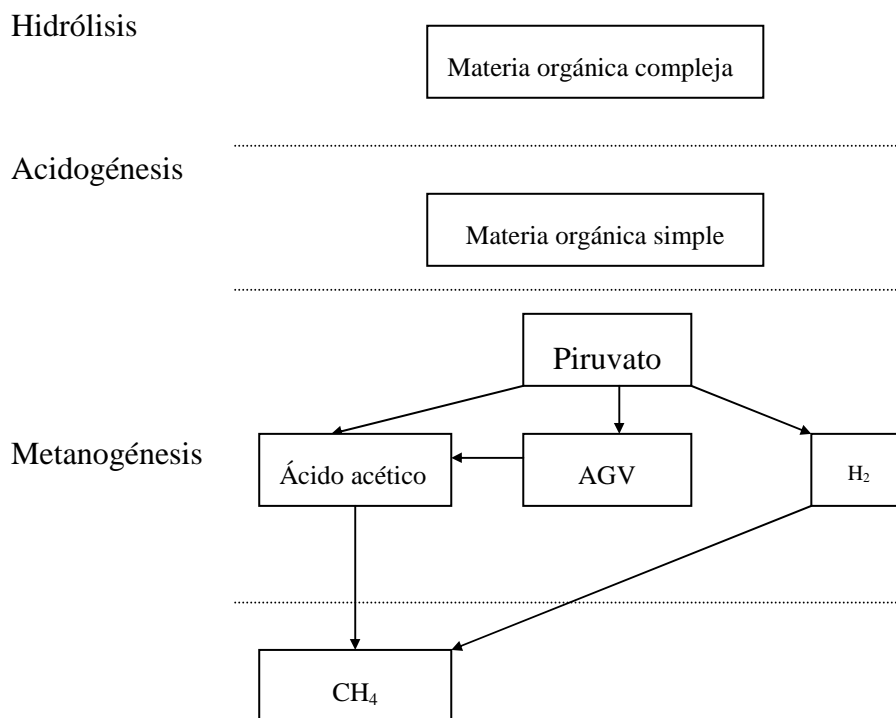 Hidrólisis
Materia orgánica compleja
Acidogénesis
Materia orgánica simple
Piruvato
Metanogénesis
Ácido acético
AGV
H₂
CH₄